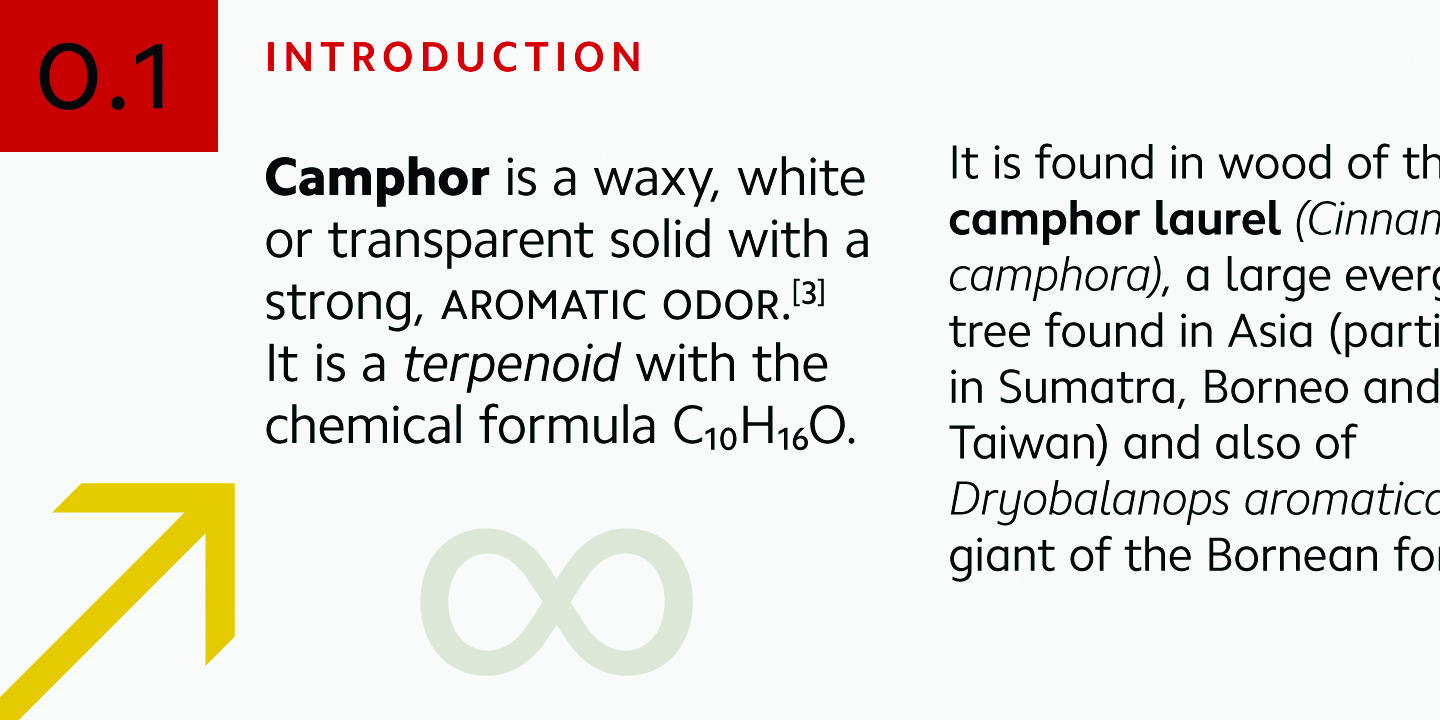 0.1
INTRODUCTION
Camphor is a waxy, white
or transparent solid with a
strong, AROMATIC ODOR.[3]
It is a terpenoid with the
chemical formula C₁₀H₁₆O.
It is found in wood of th
camphor laurel (Cinnam
camphora), a large everg
tree found in Asia (parti
in Sumatra, Borneo and
Taiwan) and also of
Dryobalanops aromatica
giant of the Bornean for
∞